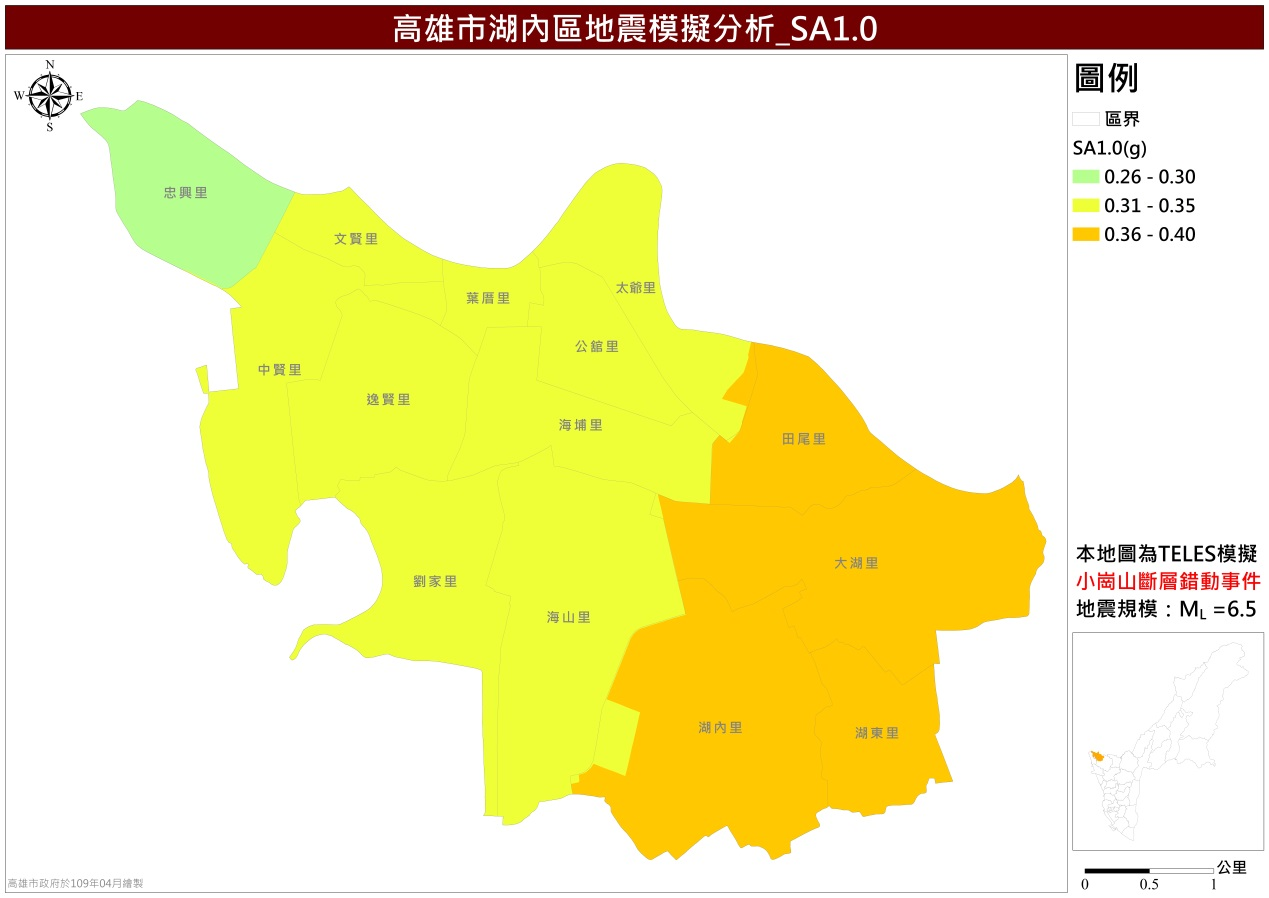 高雄市湖內區地震模擬分析_SA1.0
N
W
E
S
圖例
區界
SA1.0(g)
0.26 - 0.30
0.31 - 0.35
0.36 - 0.40
忠興里
文賢里
葉厝里
太爺里
公舘里
中賢里
逸賢里
海埔里
田尾里
大湖里
劉家里
海山里
湖內里
湖東里
本地圖為TELES模擬
小崗山斷層錯動事件
地震規模：ML =6.5
公里
0 0.5 1
高雄市政府於109年04月繪製